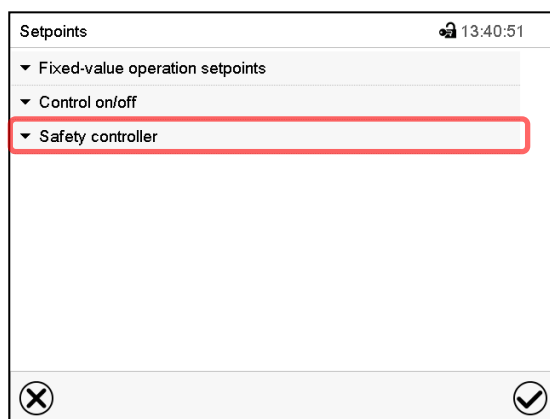 Setpoints 13:40:51
Fixed-value operation setpoints
Control on/off
Safety controller